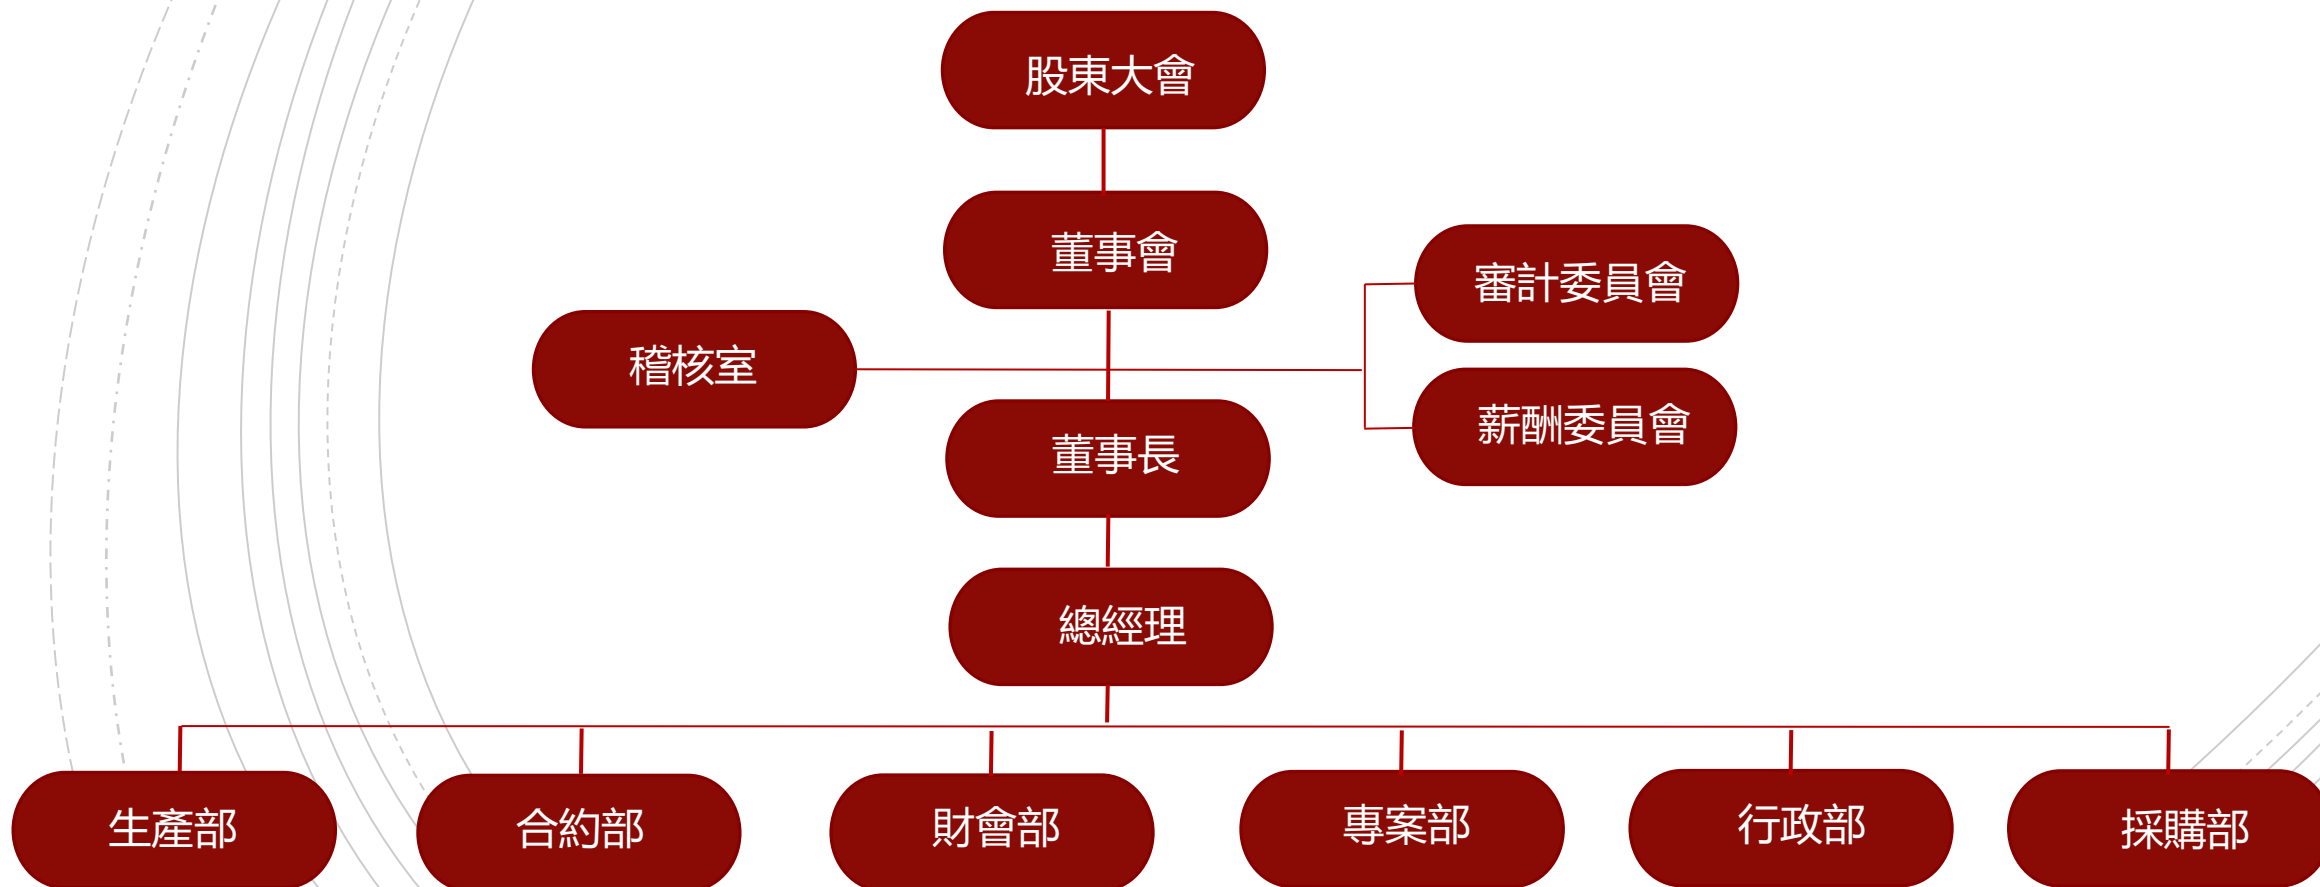 股東大會
董事會
審計委員會
稽核室
薪酬委員會
董事長
總經理
生產部
合約部
財會部
專案部
行政部
採購部